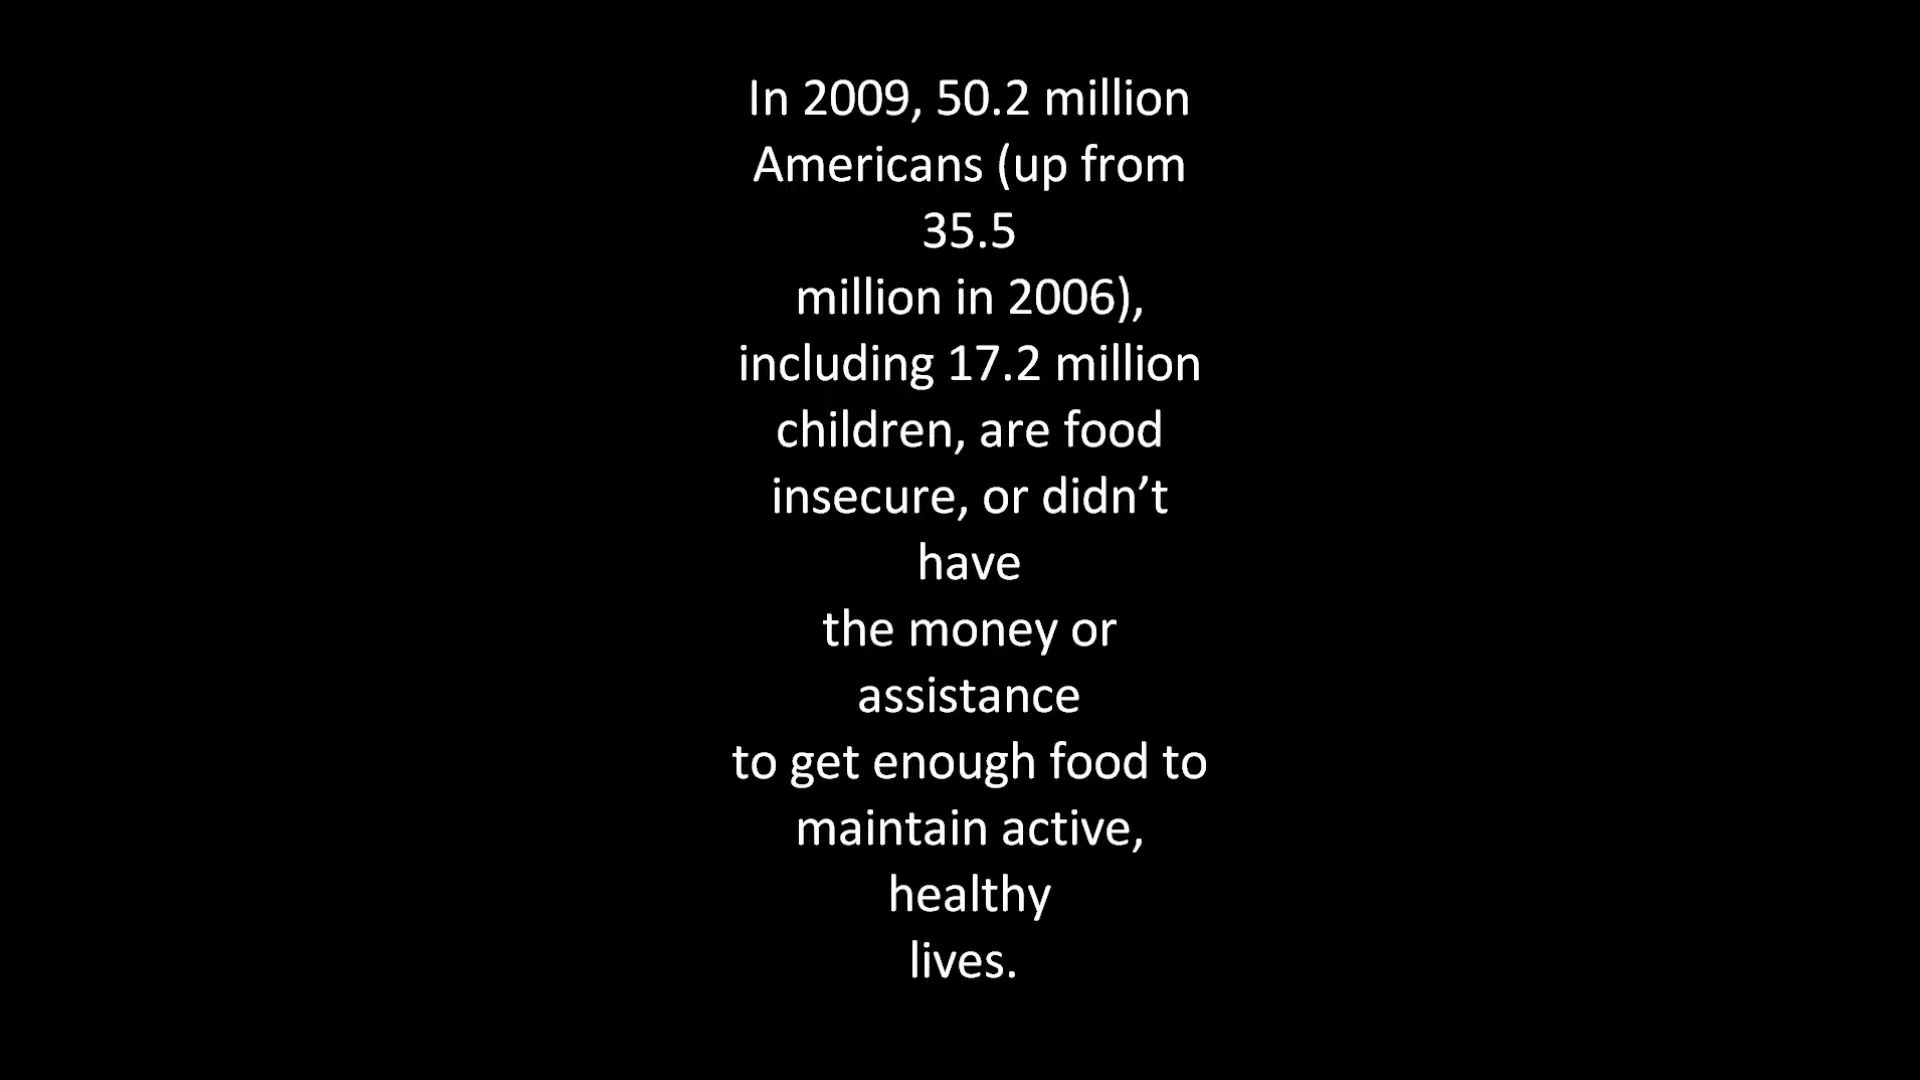 In 2009, 50.2 million
Americans (up from
35.5
million in 2006),
including 17.2 million
children, are food
insecure, or didn’t
have
the money or
assistance
to get enough food to
maintain active,
healthy
lives.